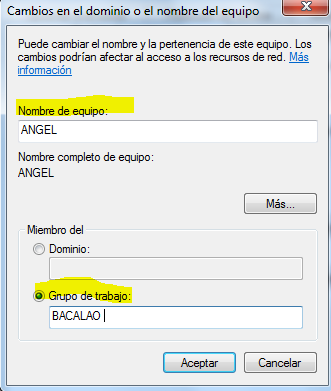 Cambios en el dominio o el nombre del equipo
Puede cambiar el nombre y la pertenencia de este equipo. Los
cambios podrían afectar al acceso a los recursos de red. Más
información
Nombre de equipo:
ANGEL
Nombre completo de equipo:
ANGEL
Más...
Miembro del
Dominio:
Grupo de trabajo:
BACALAO
Aceptar Cancelar